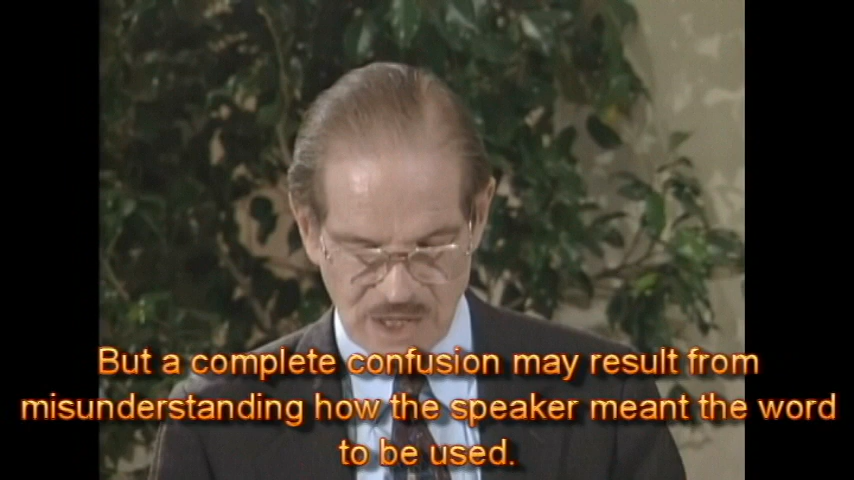 But a complete confusion may result from
misunderstanding how the speaker meant the word
to be used.